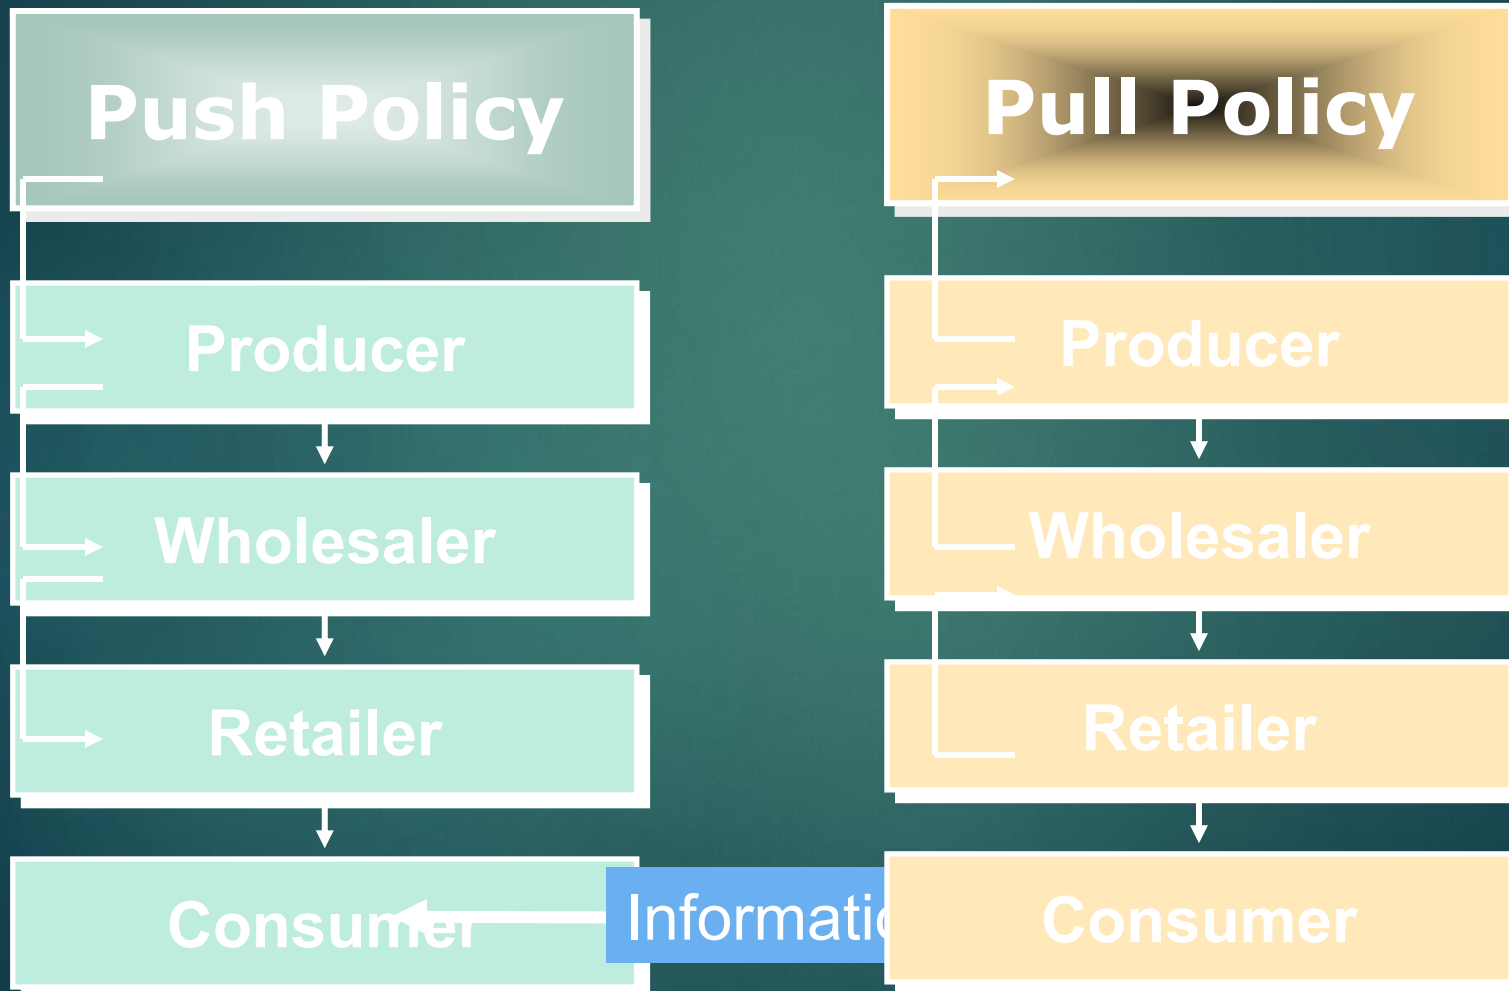 Push Policy
Producer
Wholesaler
Retailer
Consumer
Pull Policy
Producer
Wholesaler
Retailer
Consumer